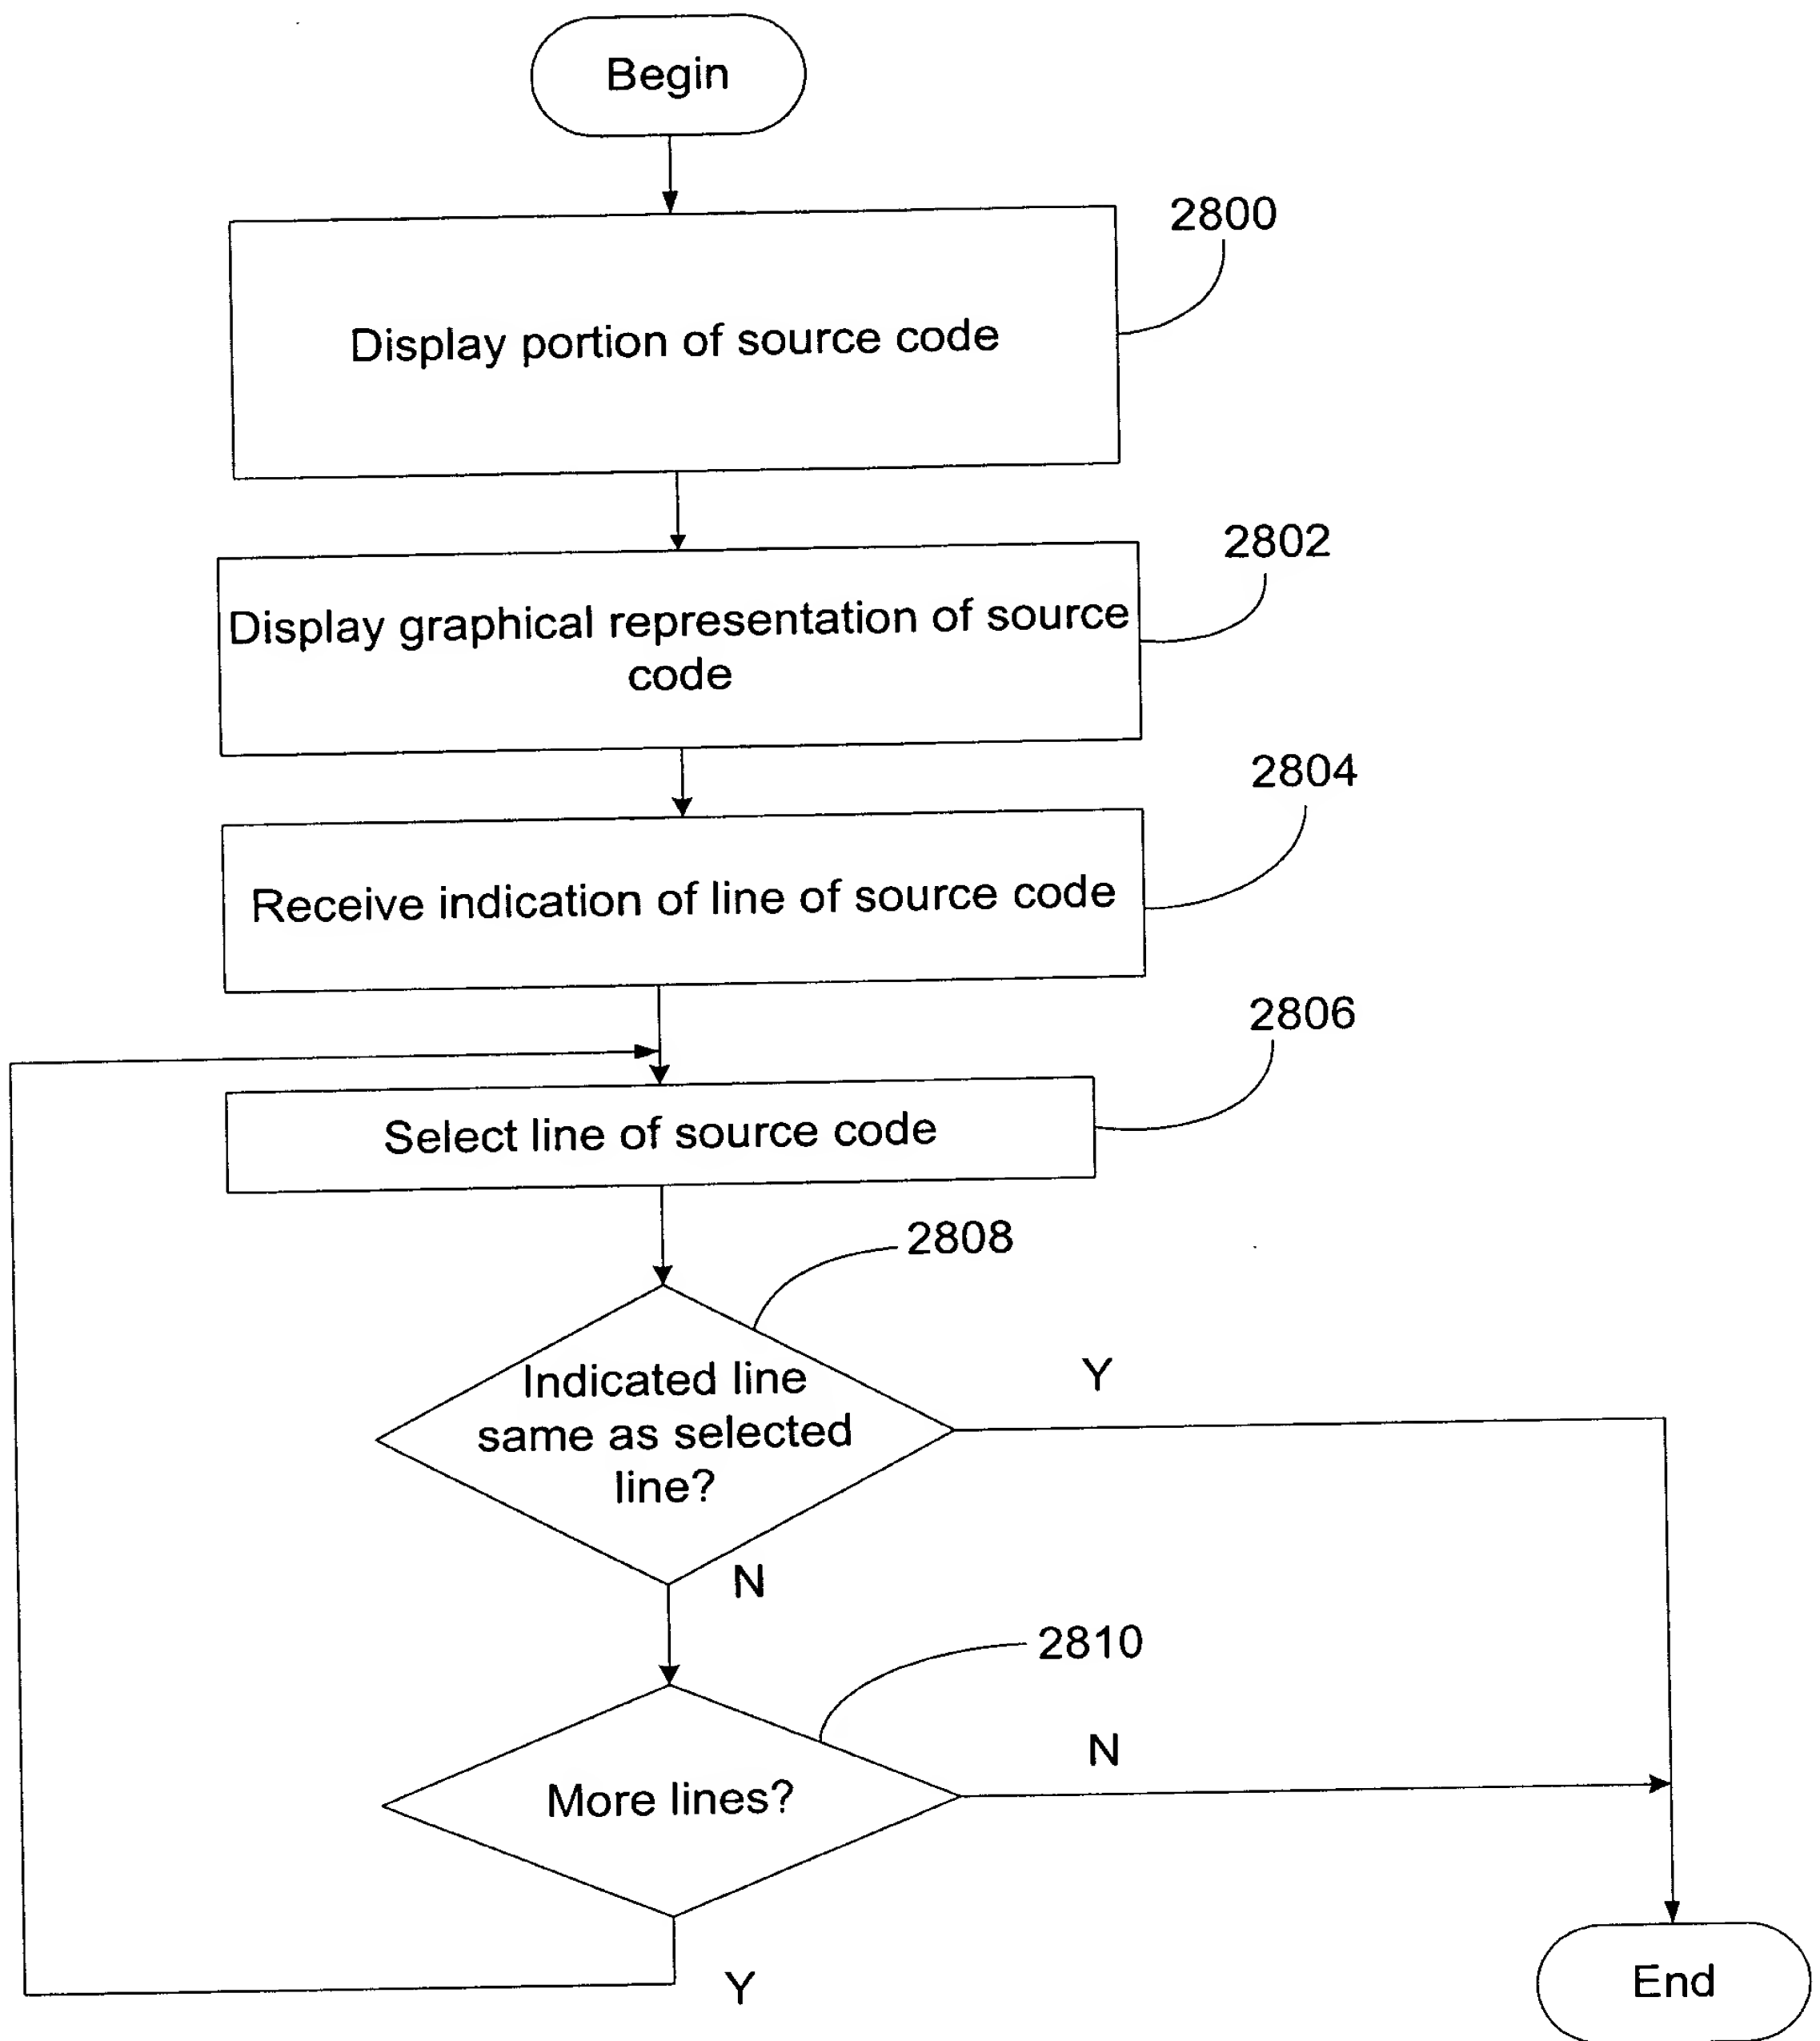 Begin
2800
Display portion of source code
2802
Display graphical representation of source
code
2804
Receive indication of line of source code
2806
Select line of source code
2808
Indicated line
same as selected
line?
Y
N
2810
More lines?
N
Y
End